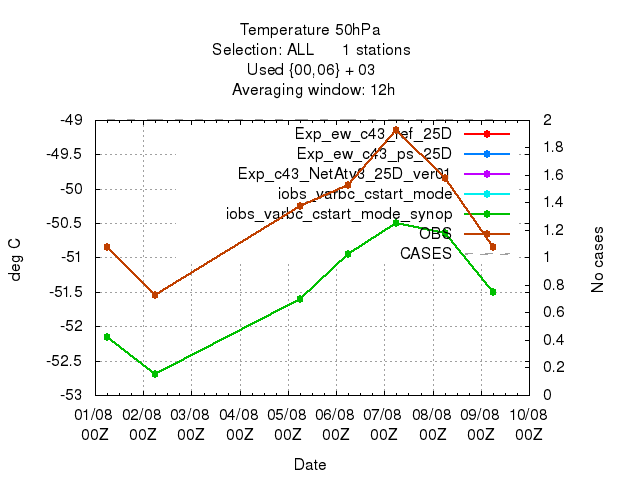 Temperature 50hPa
Selection: ALL 1 stations
Used {00,06} + 03
Averaging window: 12h
-49 2
Exp_ew_c43_ref_25D
-49.5 Exp_ew_c43_ps_25D 1.8
Exp_c43_NetAtv3_25D_ver01 1.6
-50 iobs_varbc_cstart_mode 1.4
-50.5 iobs_varbc_cstart_mode_synop 1.2
OBS
-51 CASES 1
-51.5 0.8
0.6
-52 0.4
-52.5 0.2
-53 0
deg C
No cases
01/08 02/08 03/08 04/08 05/08 06/08 07/08 08/08 09/08 10/08
00Z 00Z 00Z 00Z 00Z 00Z 00Z 00Z 00Z 00Z
Date